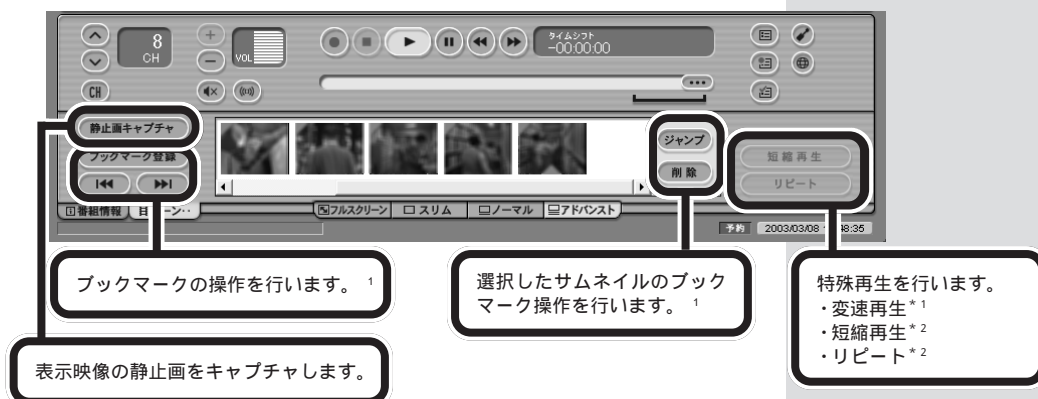 8
CH
VOL
タイムシフト
-00:00:00
CH
静止画キャプチャ
ブックマーク登録
ジャンプ
削除
短縮再生
リピート
番組情報
フルスクリーン
スリム
ノーマル
アドバンスト
予約
2003/03/08
48:35
ブックマークの操作を行います。 1
選択したサムネイルのブック
マーク操作を行います。 1
特殊再生を行います。
・変速再生*1
・短縮再生*2
・リピート*2
表示映像の静止画をキャプチャします。